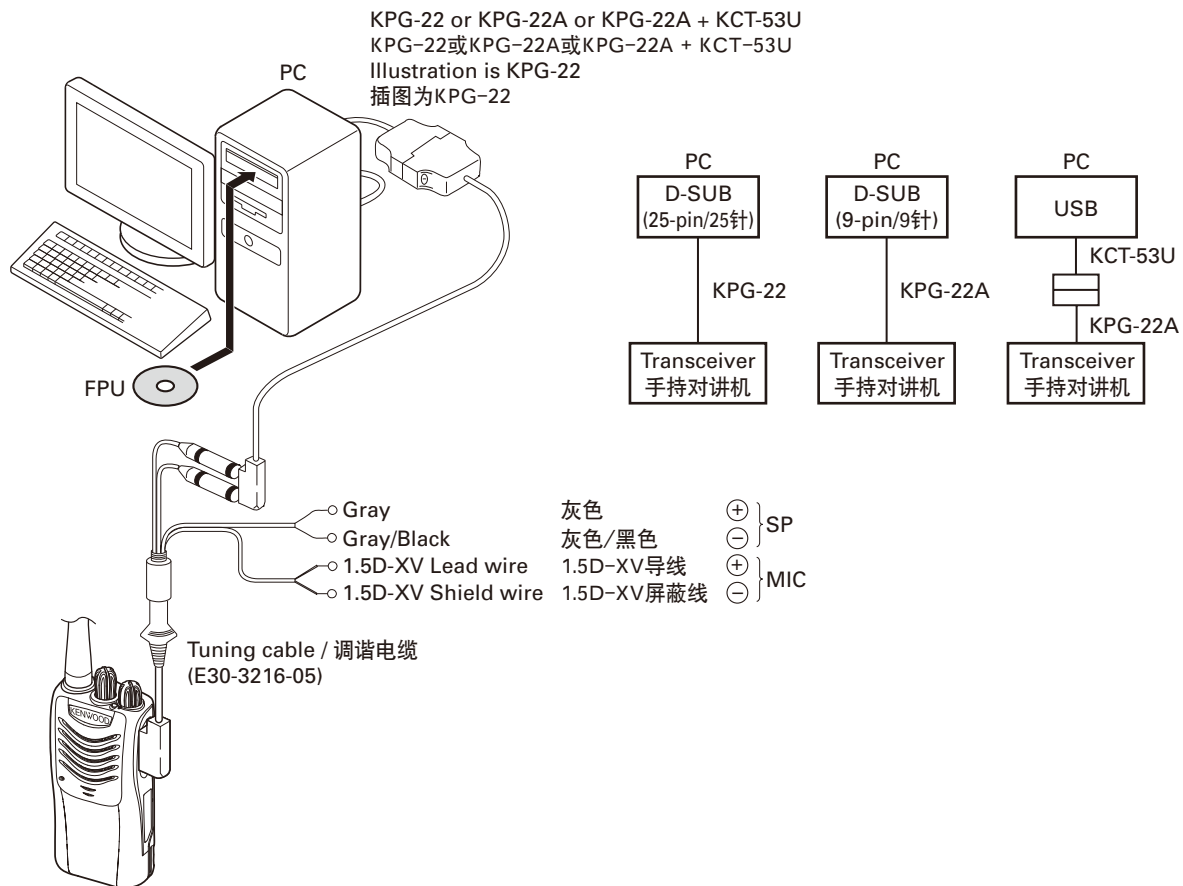 KPG-22 or KPG-22A or KPG-22A + KCT-53U
KPG-22或KPG-22A或KPG-22A + KCT-53U
Illustration is KPG-22
插图为KPG-22
PC
FPU
PC
D-SUB
(25-pin/25针)
KPG-22
Transceiver
手持对讲机
PC
D-SUB
(9-pin/9针)
KPG-22A
Transceiver
手持对讲机
PC
USB
KCT-53U
KPG-22A
Transceiver
手持对讲机
Gray 灰色 + SP
Gray/Black 灰色/黑色 −
1.5D-XV Lead wire 1.5D-XV导线 + MIC
1.5D-XV Shield wire 1.5D-XV屏蔽线 −
Tuning cable / 调谐电缆
(E30-3216-05)
KENWOOD